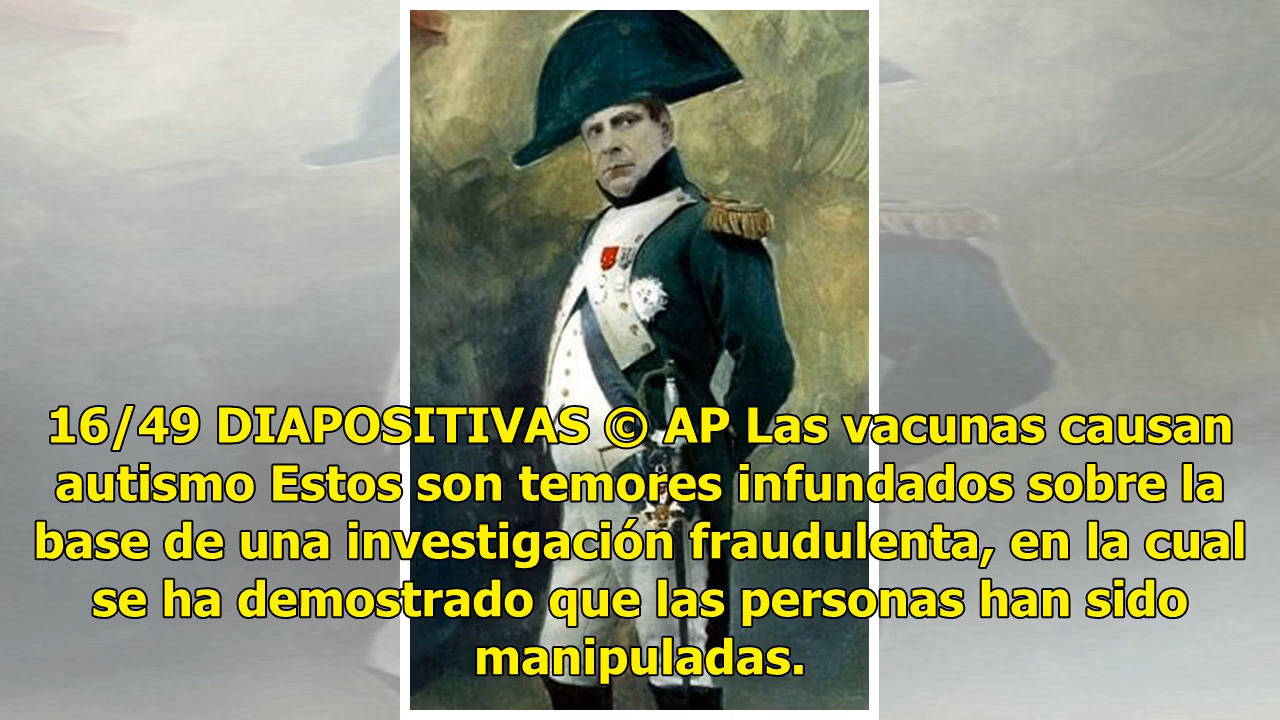 16/49 DIAPOSITIVAS © AP Las vacunas causan
autismo Estos son temores infundados sobre la
base de una investigación fraudulenta, en la cual
se ha demostrado que las personas han sido
manipuladas.